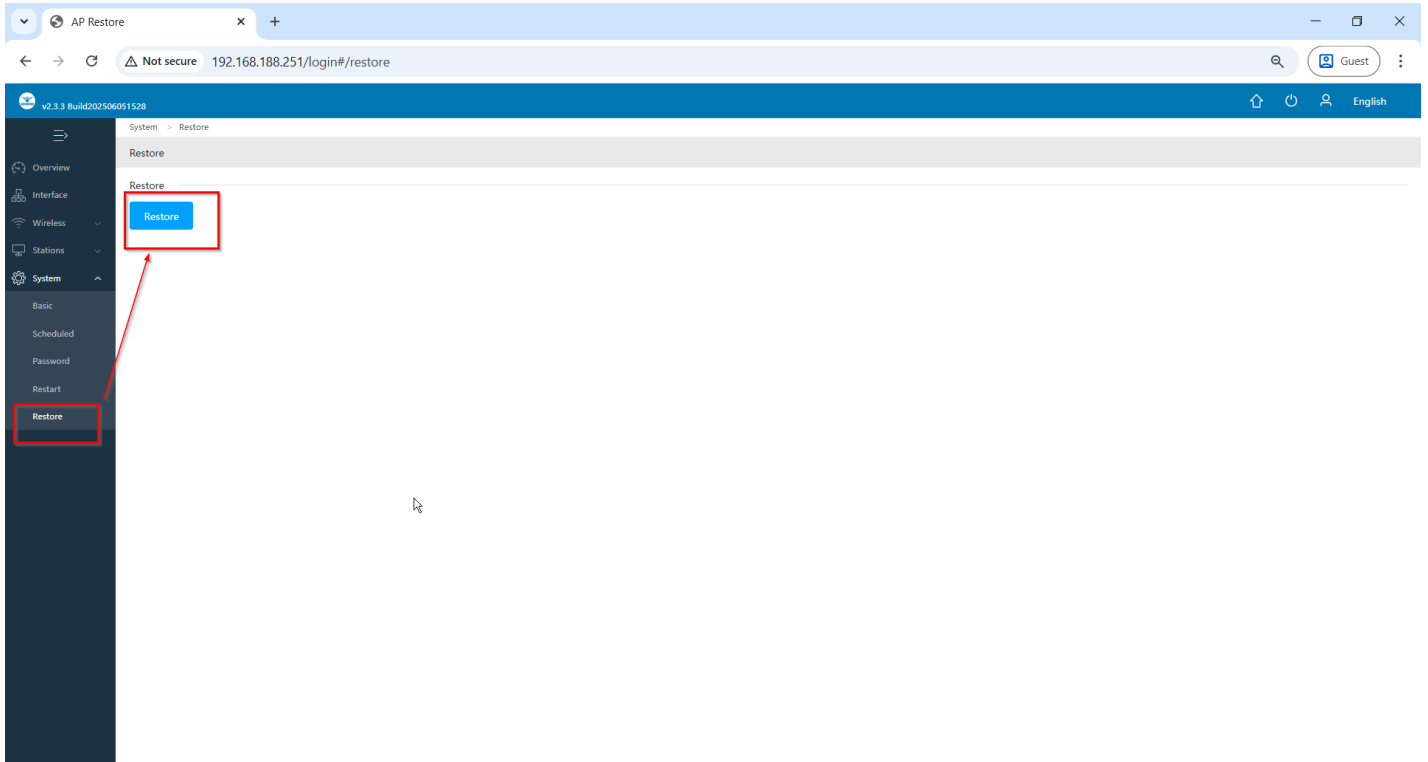 AP Restore
Not secure 192.168.188.251/login#/restore
Guest
v2.3.3 Build202506051528
English
System > Restore
Restore
Overview
Interface
Wireless
Stations
System
Basic
Scheduled
Password
Restart
Restore
Restore
Restore